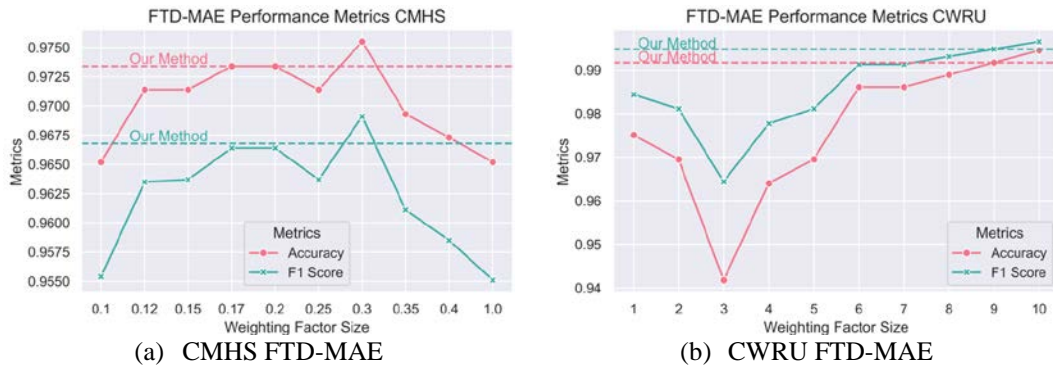 FTD-MAE Performance Metrics CMHS
0.9750
0.9725
0.9700
0.9675
0.9650
0.9625
0.9600
0.9575
0.9550
Metrics
Our Method
Our Method
Metrics
Accuracy
F1 Score
0.1 0.12 0.15 0.17 0.2 0.25 0.3 0.35 0.4 1.0
Weighting Factor Size
(a) CMHS FTD-MAE
FTD-MAE Performance Metrics CWRU
0.99
0.98
0.97
0.96
0.95
0.94
Metrics
Our Method
Our Method
Metrics
Accuracy
F1 Score
1 2 3 4 5 6 7 8 9 10
Weighting Factor Size
(b) CWRU FTD-MAE